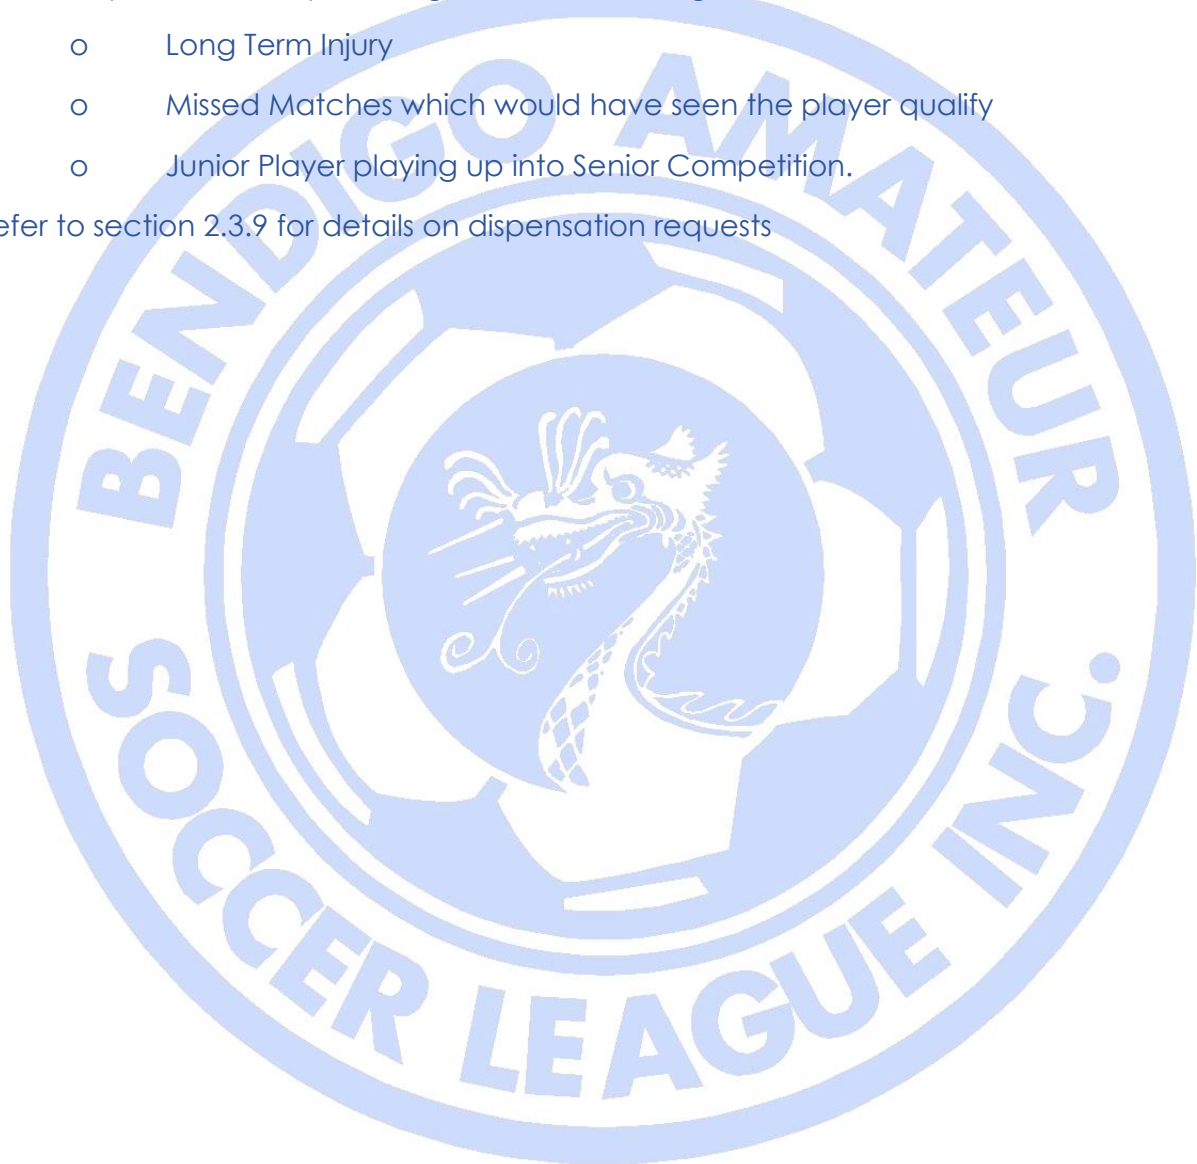 o Long Term Injury
o Missed Matches which would have seen the player qualify
o Junior Player playing up into Senior Competition.
efer to section 2.3.9 for details on dispensation requests
BENDIGO AMATEUR
SOCCER LEAGUE INC.